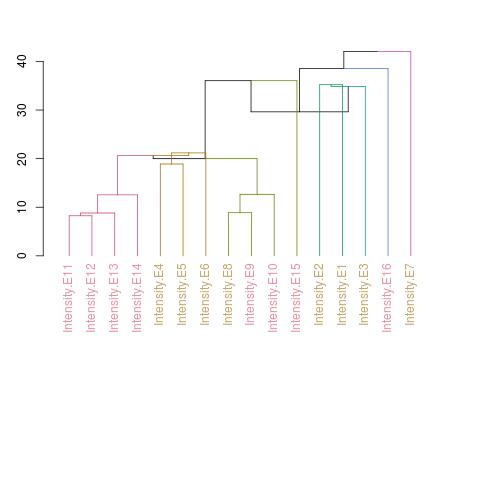 40
30
20
10
0
Intensity.E11
Intensity.E12
Intensity.E13
Intensity.E14
Intensity.E4
Intensity.E5
Intensity.E6
Intensity.E8
Intensity.E9
Intensity.E10
Intensity.E15
Intensity.E2
Intensity.E1
Intensity.E3
Intensity.E16
Intensity.E7